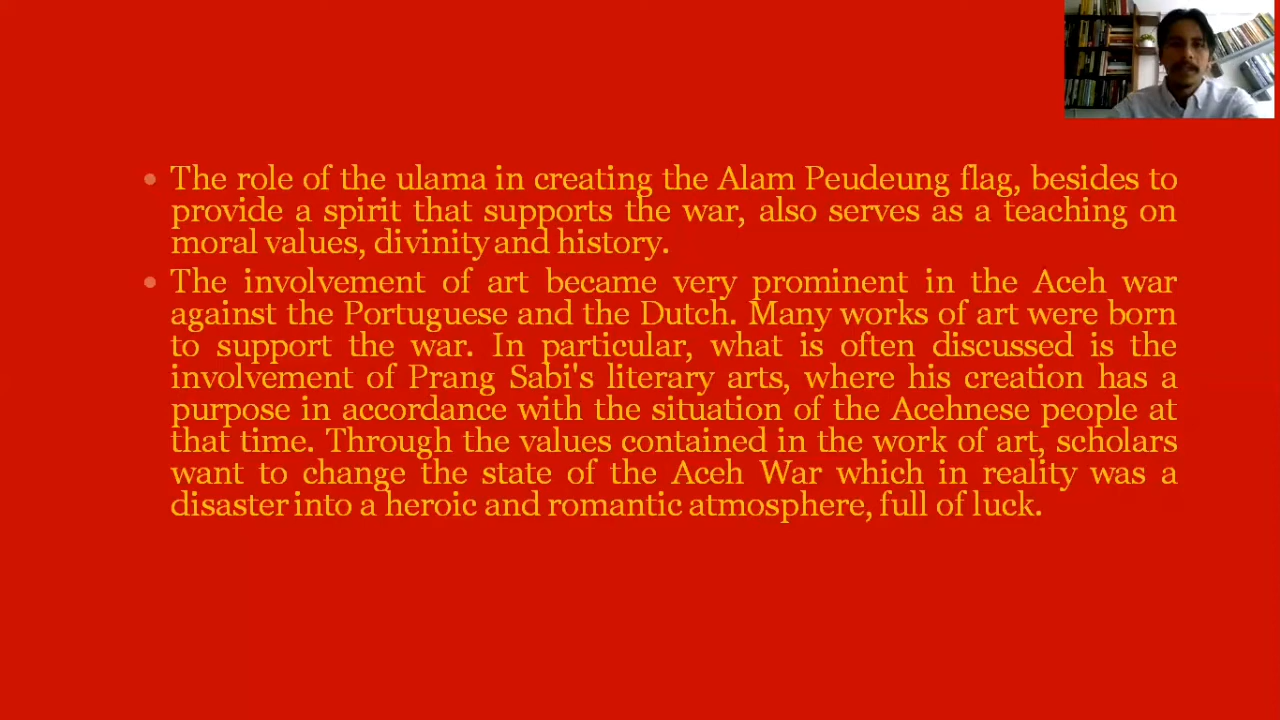 • The role of the ulama in creating the Alam Peudeung flag, besides to
provide a spirit that supports the war, also serves as a teaching on
moral values, divinity and history.
• The involvement of art became very prominent in the Aceh war
against the Portuguese and the Dutch. Many works of art were born
to support the war. In particular, what is often discussed is the
involvement of Prang Sabi's literary arts, where his creation has a
purpose in accordance with the situation of the Acehnese people at
that time. Through the values contained in the work of art, scholars
want to change the state of the Aceh War which in reality was a
disaster into a heroic and romantic atmosphere, full of luck.